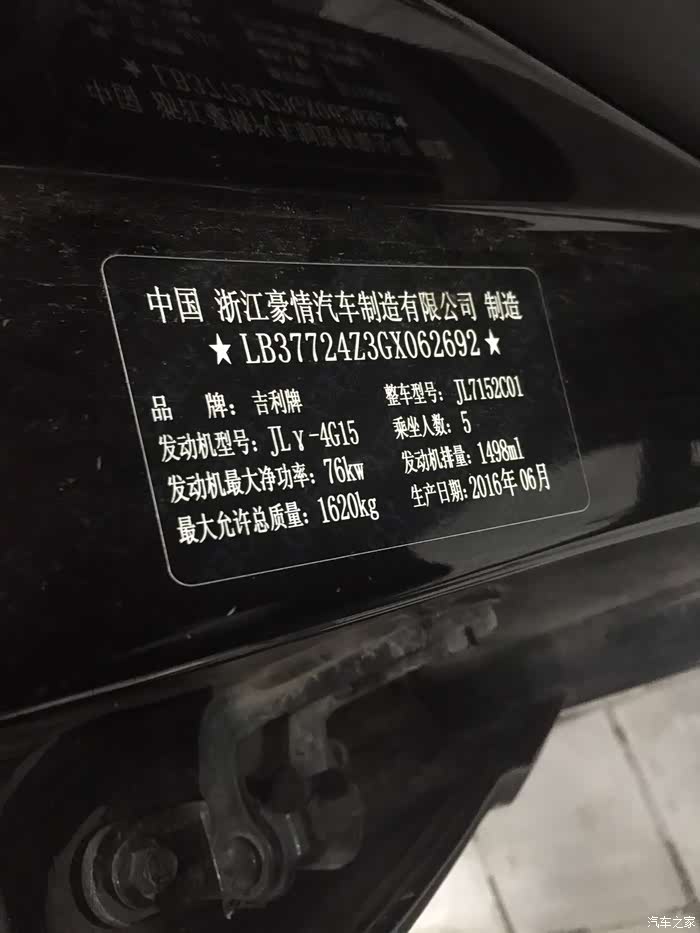 中国 浙江豪情汽车制造有限公司 制造
★LB37724Z3GX062692★
品 牌：吉利牌 整车型号：JL7152C01
发动机型号：JLγ-4G15 乘坐人数：5
发动机最大净功率：76kw 发动机排量：1498ml
最大允许总质量：1620kg 生产日期：2016年06月
汽车之家